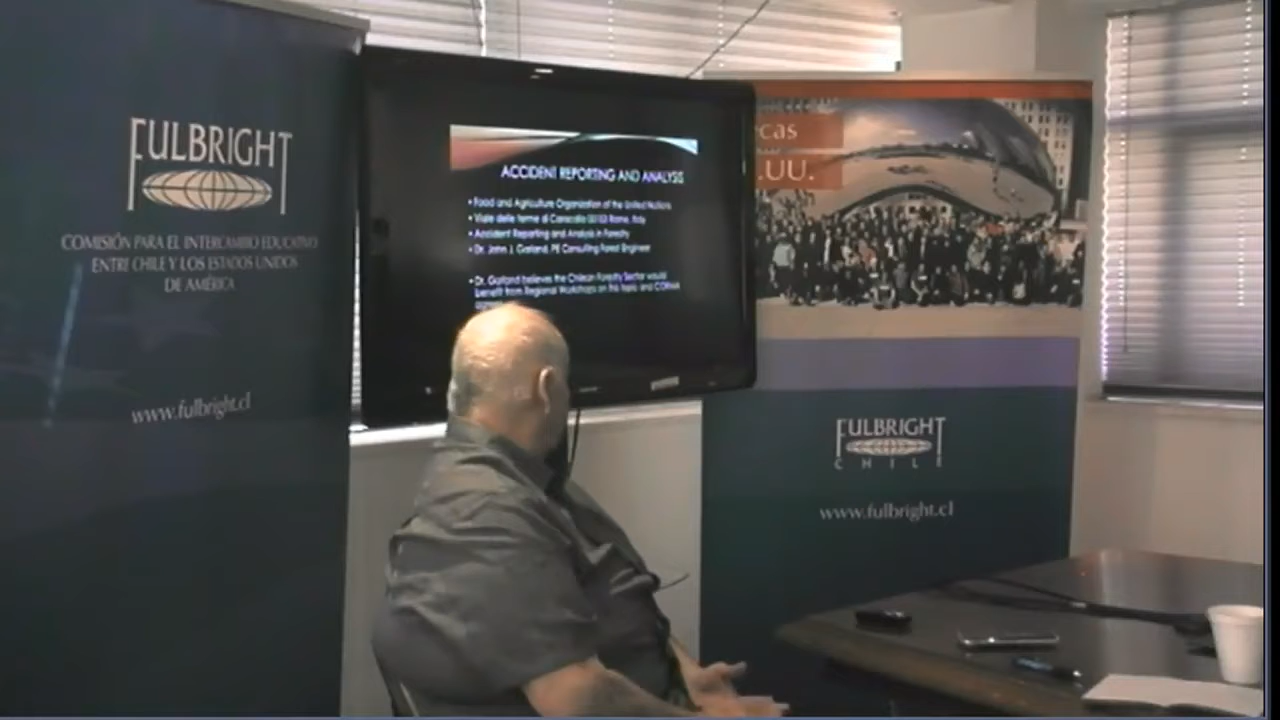 FULBRIGHT
COMISIÓN PARA EL INTERCAMBIO EDUCATIVO
ENTRE CHILE Y LOS ESTADOS UNIDOS
DE AMÉRICA
www.fulbright.cl
ACCIDENT REPORTING AND ANALYSIS
• Food and Agriculture Organization of the United Nations
• Viale delle terme di Caracalla 00153 Rome, Italy
• Accident Reporting and Analysis in Forestry
• Dr. John J. Garland, PE Consulting Forest Engineer
• Dr. Garland believes the Chilean Forestry Sector would
benefit from Regional Workshops on this topic and CORMA
cas
.UU.
FULBRIGHT
CHILE
www.fulbright.cl